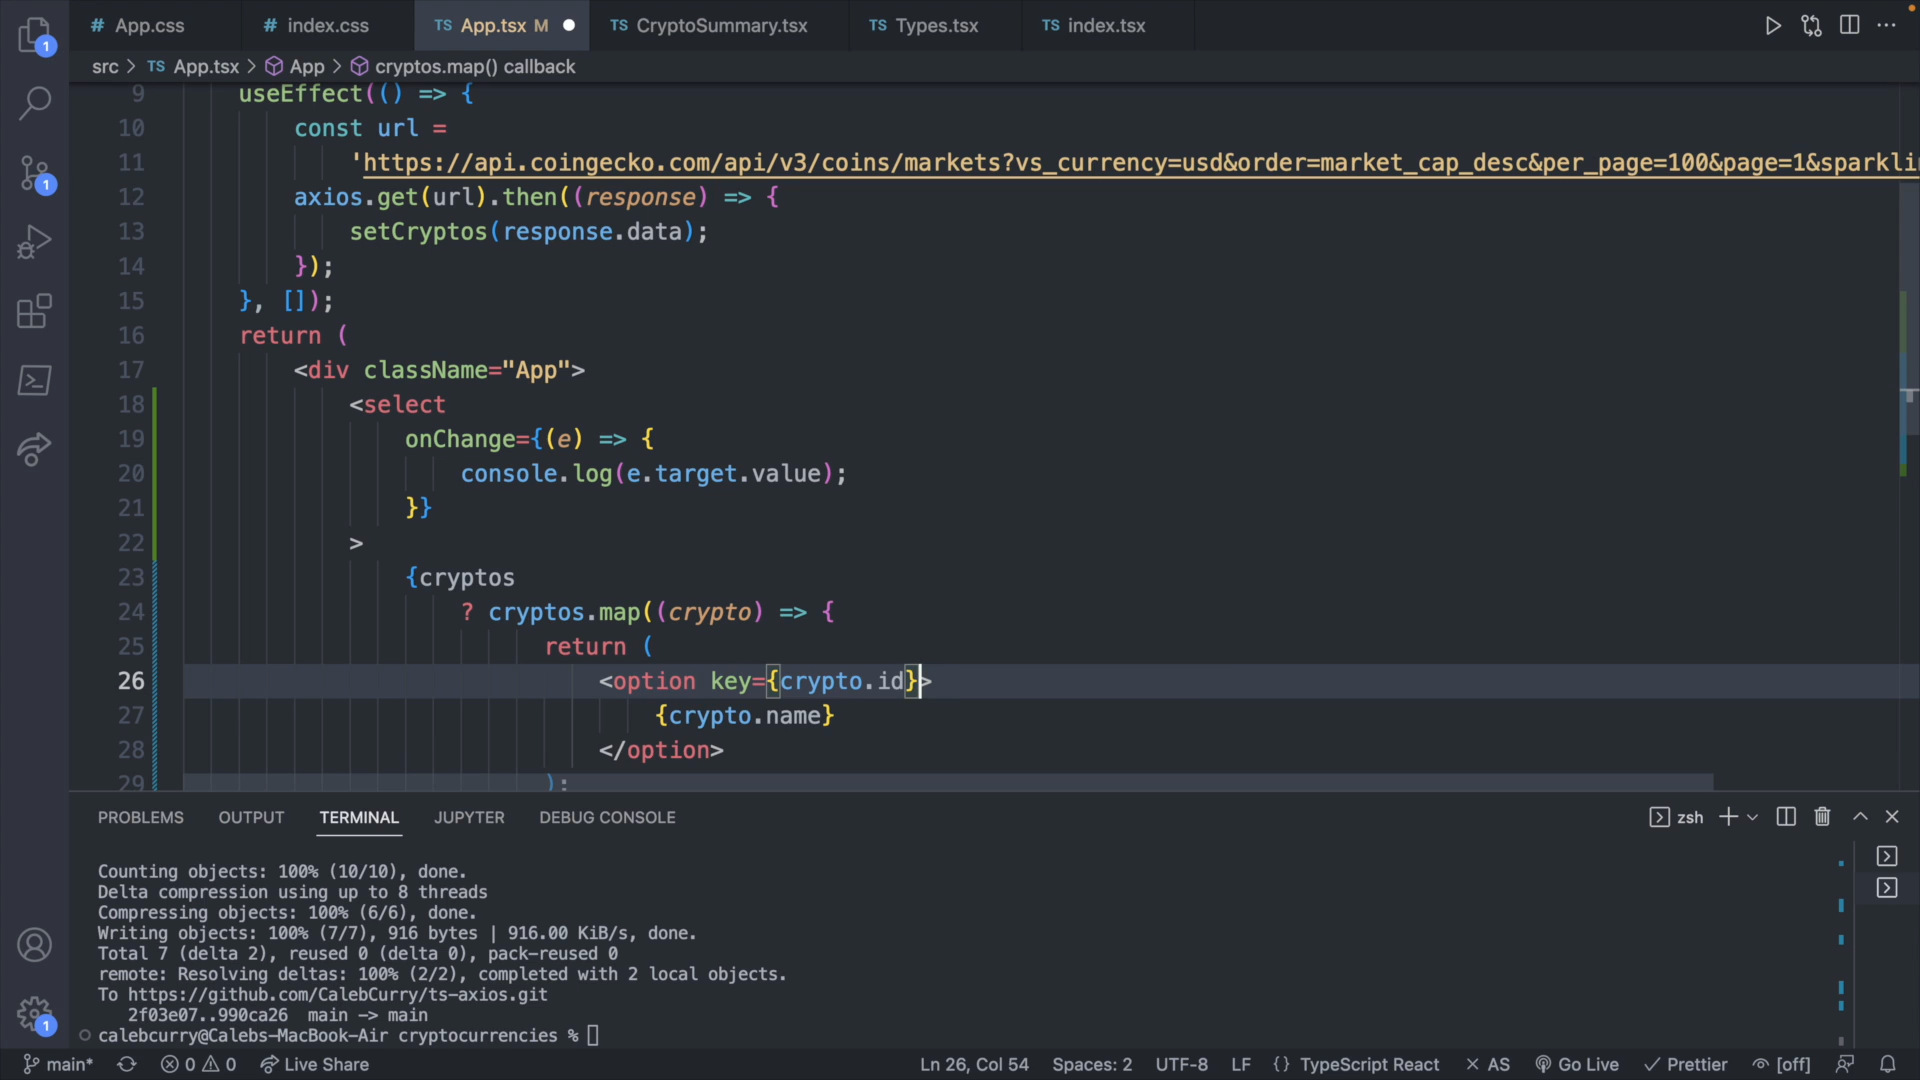 # App.css
# index.css
TS App.tsx M
TS CryptoSummary.tsx
TS Types.tsx
TS index.tsx
src > TS App.tsx > App > cryptos.map() callback
9 useEffect(() => {
10 const url =
11 'https://api.coingecko.com/api/v3/coins/markets?vs_currency=usd&order=market_cap_desc&per_page=100&page=1&sparkli
12 axios.get(url).then((response) => {
13 setCryptos(response.data);
14 });
15 }, []);
16 return (
17 <div className="App">
18 <select
19 onChange={(e) => {
20 console.log(e.target.value);
21 }}
22 >
23 {cryptos
24 ? cryptos.map((crypto) => {
25 return (
26 <option key={crypto.id}>
27 {crypto.name}
28 </option>
29 );
PROBLEMS OUTPUT TERMINAL JUPYTER DEBUG CONSOLE
zsh
Counting objects: 100% (10/10), done.
Delta compression using up to 8 threads
Compressing objects: 100% (6/6), done.
Writing objects: 100% (7/7), 916 bytes | 916.00 KiB/s, done.
Total 7 (delta 2), reused 0 (delta 0), pack-reused 0
remote: Resolving deltas: 100% (2/2), completed with 2 local objects.
To https://github.com/CalebCurry/ts-axios.git
2f03e07..990ca26 main -> main
calebcurry@Calebs-MacBook-Air cryptocurrencies %
1
1
1
main* 0 0 Live Share Ln 26, Col 54 Spaces: 2 UTF-8 LF {} TypeScript React × AS Go Live ✓ Prettier [off]